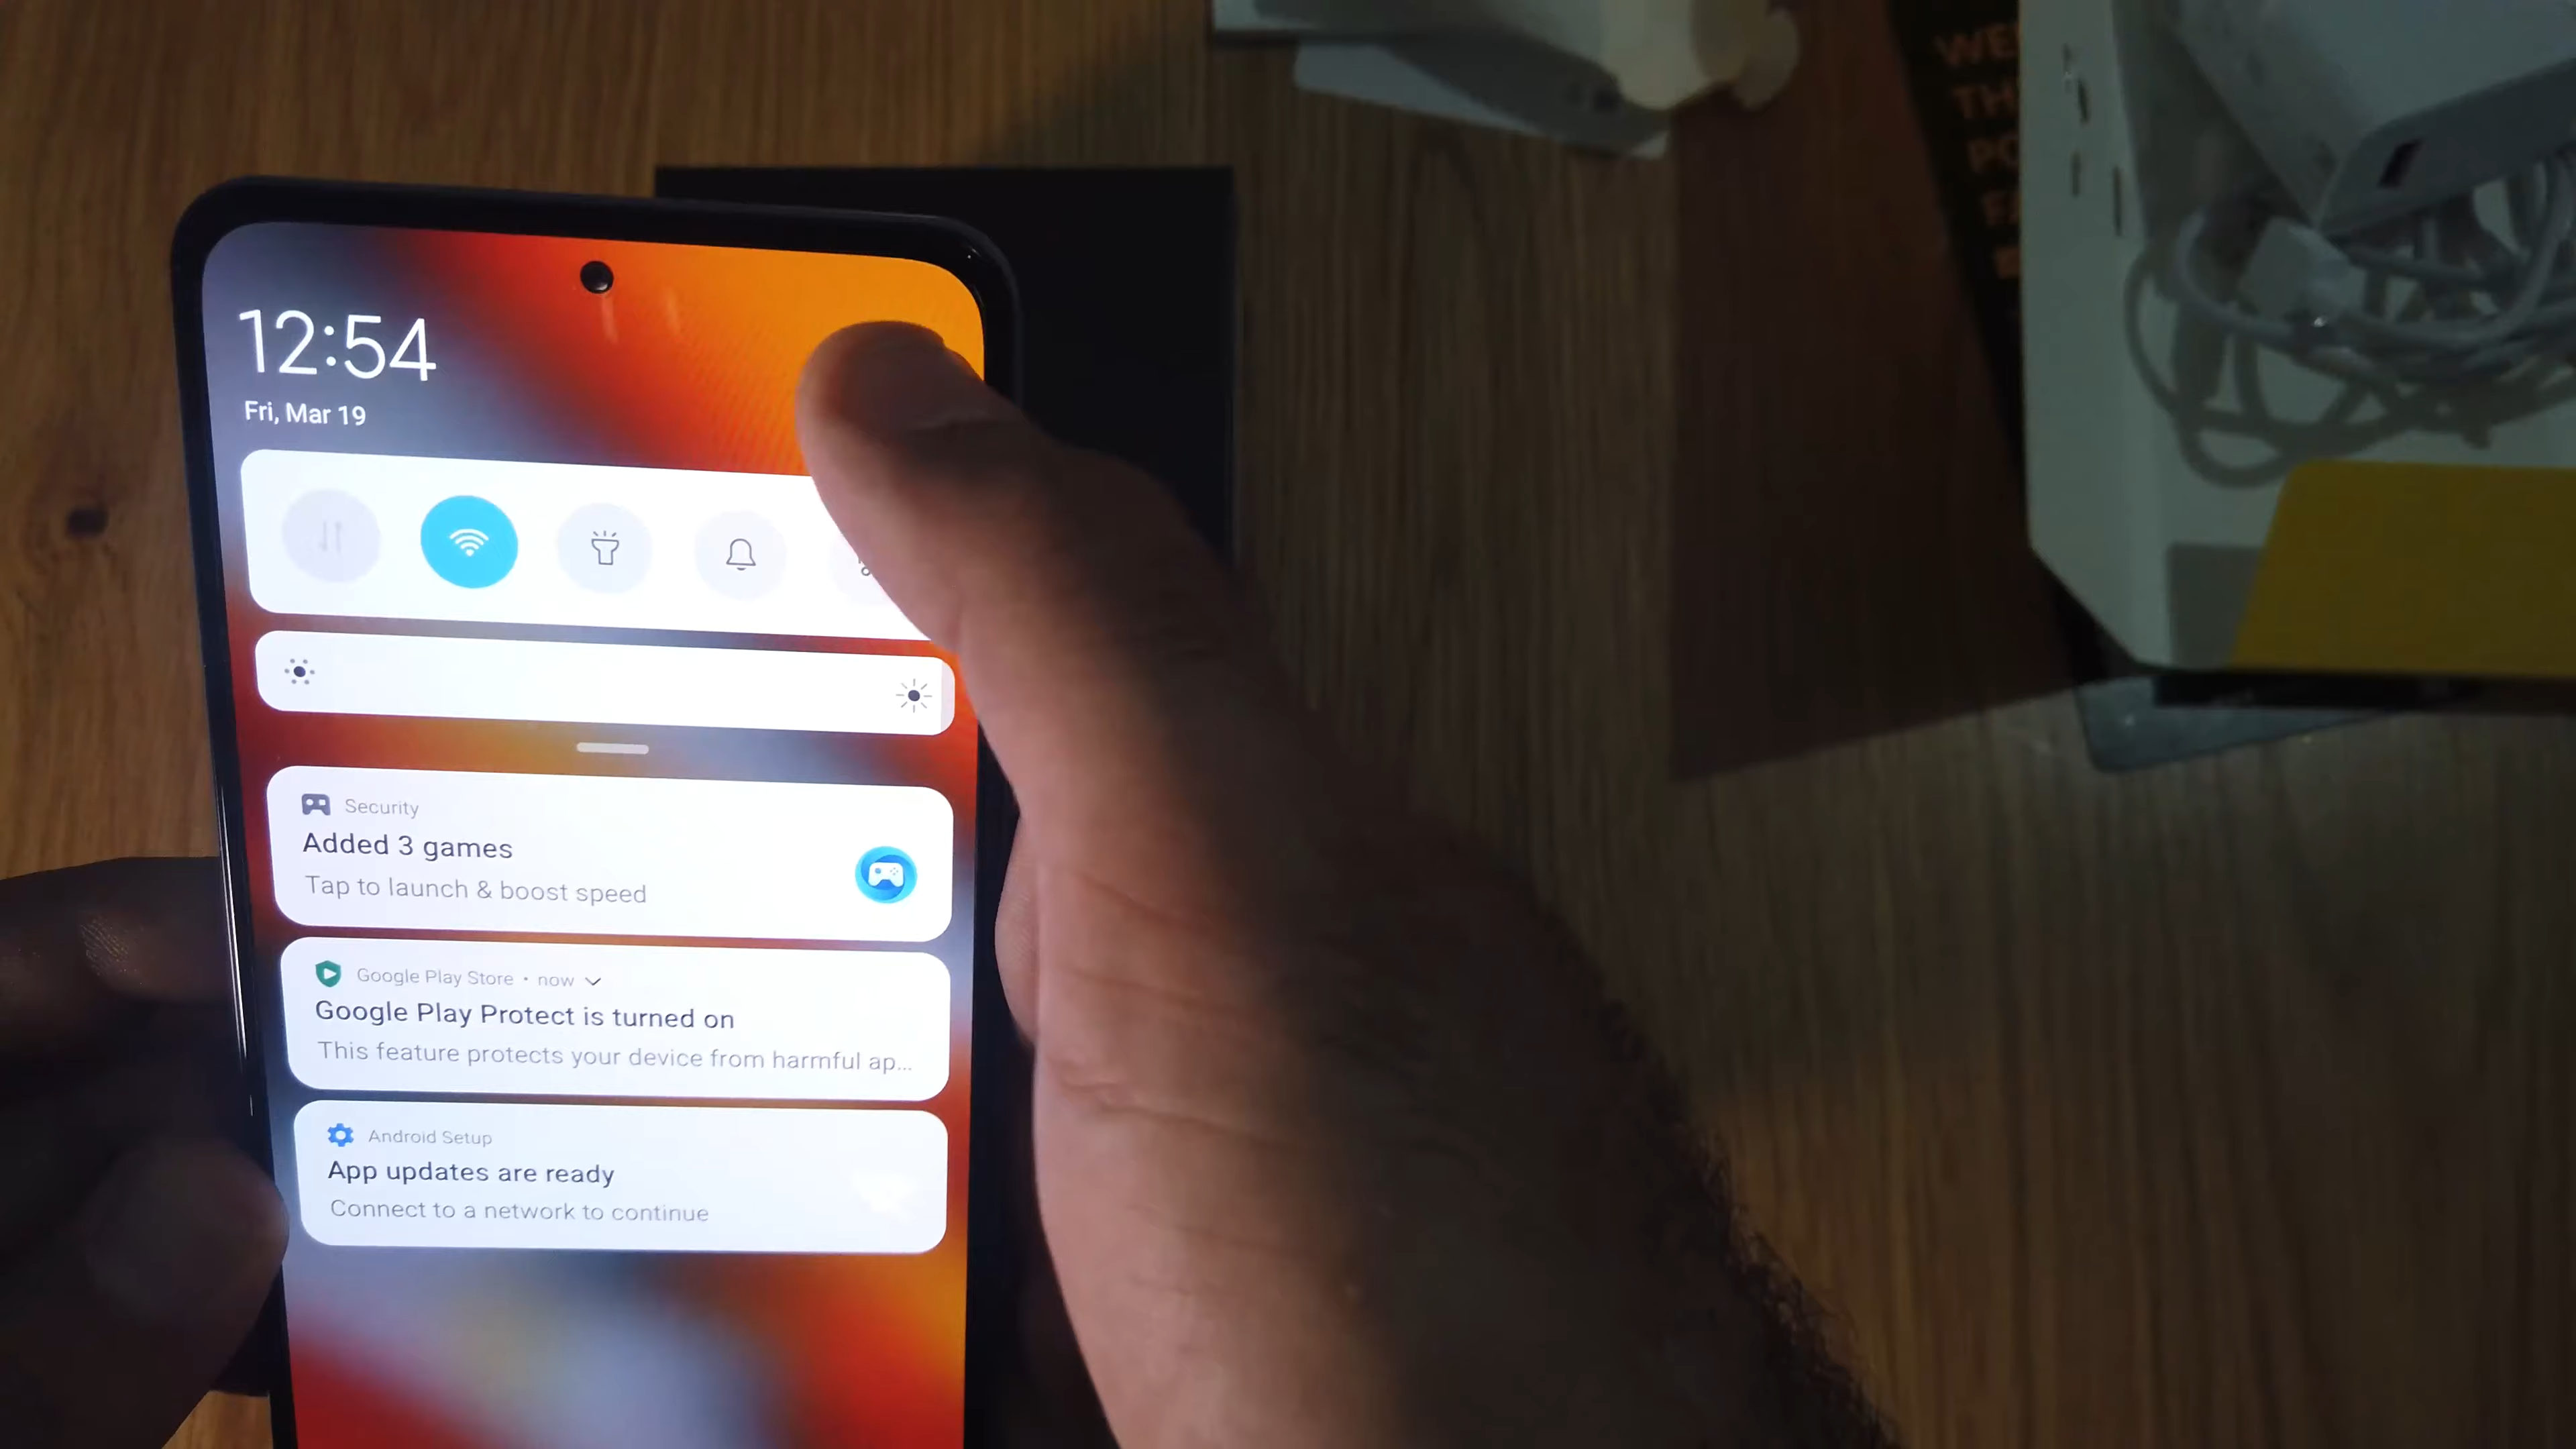 12:54
Fri, Mar 19
Security
Added 3 games
Tap to launch & boost speed
Google Play Store • now
Google Play Protect is turned on
This feature protects your device from harmful ap...
Android Setup
App updates are ready
Connect to a network to continue